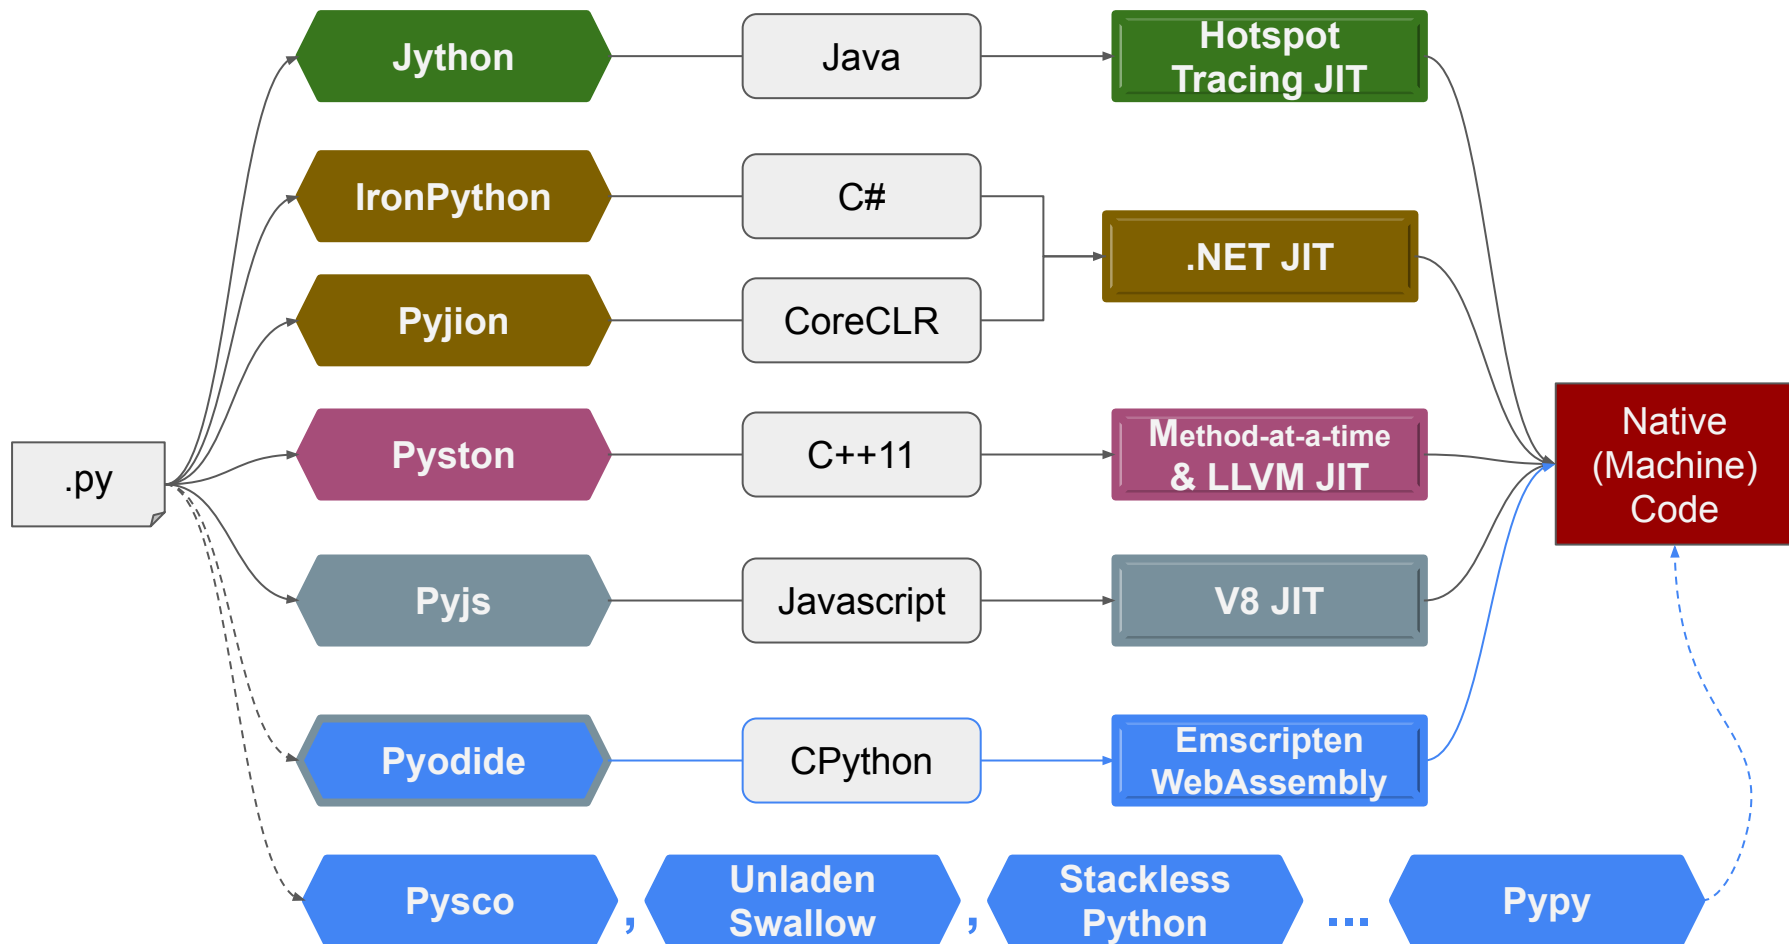 Jython
Java
Hotspot
Tracing JIT
IronPython
C#
.NET JIT
Pyjion
CoreCLR
.py
Pyston
C++11
Method-at-a-time
& LLVM JIT
Native
(Machine)
Code
Pyjs
Javascript
V8 JIT
Pyodide
CPython
Emscripten
WebAssembly
Pysco
,
Unladen
Swallow
,
Stackless
Python
...
Pypy